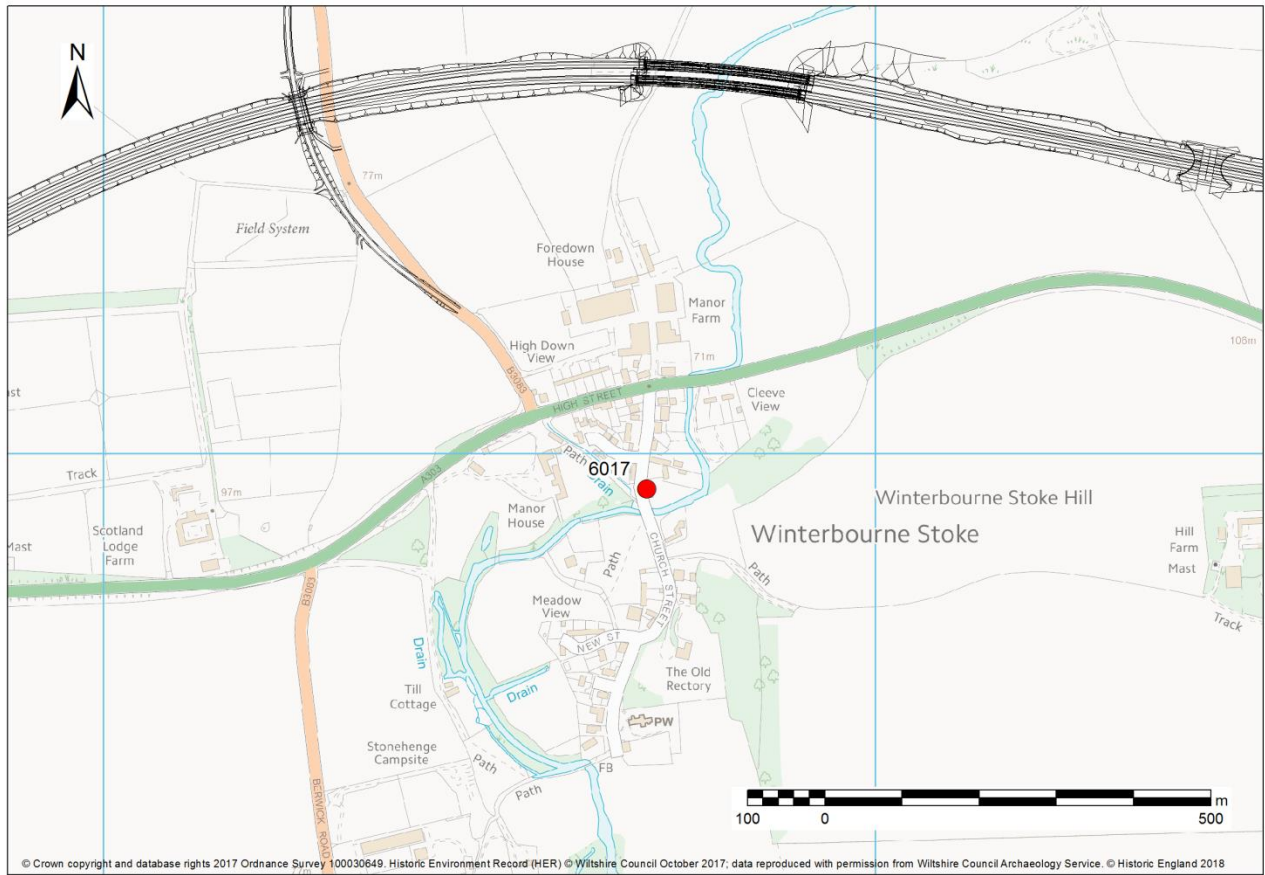 N
77m
Field System
Foredown
House
Manor
Farm
High Down
View
71m
B3083
HIGH STREET
Cleeve
View
106m
ast
Track
Path
Drain
6017
A303
97m
Manor
House
Winterbourne Stoke Hill
Winterbourne Stoke
Scotland
Lodge
Farm
Mast
Hill
Farm
Mast
CHURCH STREET
Path
Path
B3083
Meadow
View
NEW ST
Track
Drain
The Old
Rectory
Drain
Till
Cottage
PW
Stonehenge
Campsite
Path
FB
Path
BERWICK ROAD
m
100
0
500
77m
© Crown copyright and database rights 2017 Ordnance Survey 100030649. Historic Environment Record (HER) © Wiltshire Council October 2017; data reproduced with permission from Wiltshire Council Archaeology Service. © Historic England 2018